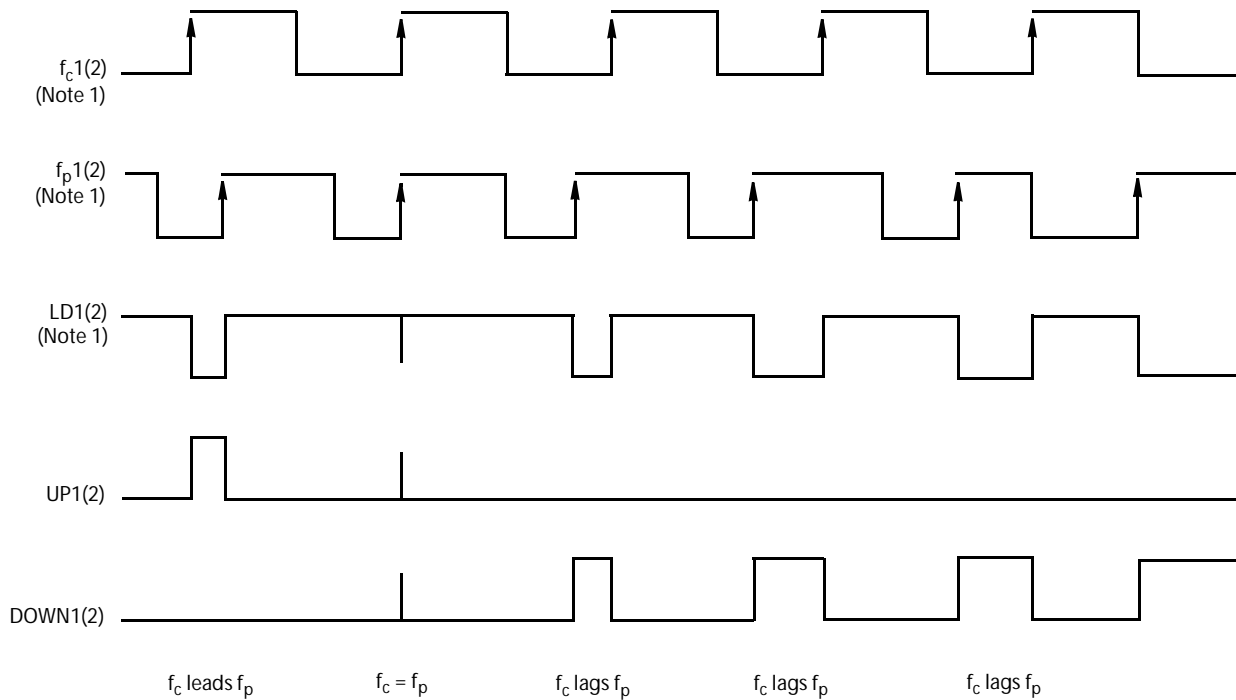 fc1(2)
(Note 1)
fp1(2)
(Note 1)
LD1(2)
(Note 1)
UP1(2)
DOWN1(2)
fc leads fp
fc = fp
fc lags fp
fc lags fp
fc lags fp